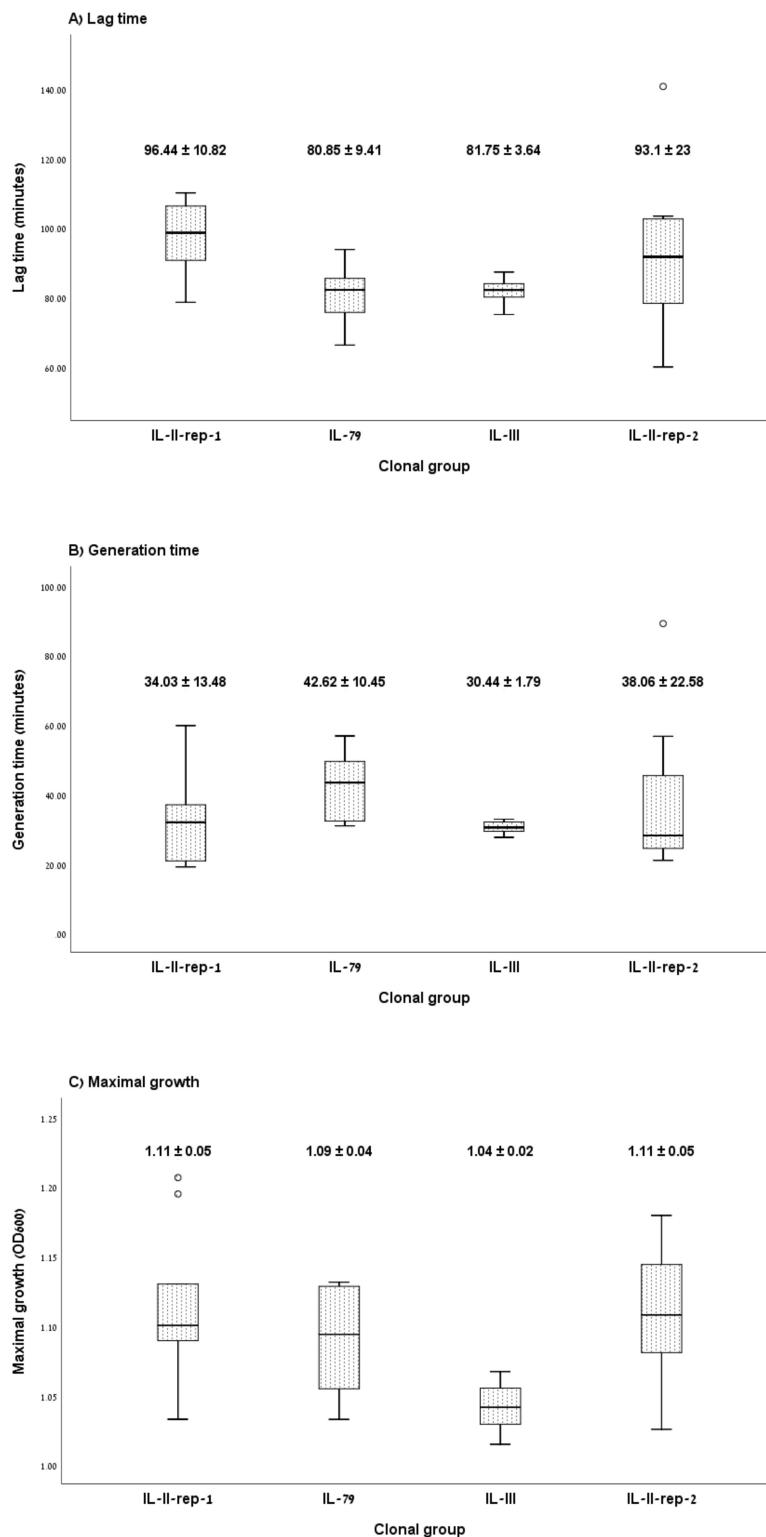 A) Lag time
140.00
120.00
100.00
80.00
60.00
Lag time (minutes)
96.44 ± 10.82 80.85 ± 9.41 81.75 ± 3.64 93.1 ± 23
IL-II-rep-1 IL-79 IL-III IL-II-rep-2
Clonal group
B) Generation time
100.00
80.00
60.00
40.00
20.00
.00
Generation time (minutes)
34.03 ± 13.48 42.62 ± 10.45 30.44 ± 1.79 38.06 ± 22.58
IL-II-rep-1 IL-79 IL-III IL-II-rep-2
Clonal group
C) Maximal growth
1.25
1.20
1.15
1.10
1.05
1.00
Maximal growth (OD600)
1.11 ± 0.05 1.09 ± 0.04 1.04 ± 0.02 1.11 ± 0.05
IL-II-rep-1 IL-79 IL-III IL-II-rep-2
Clonal group